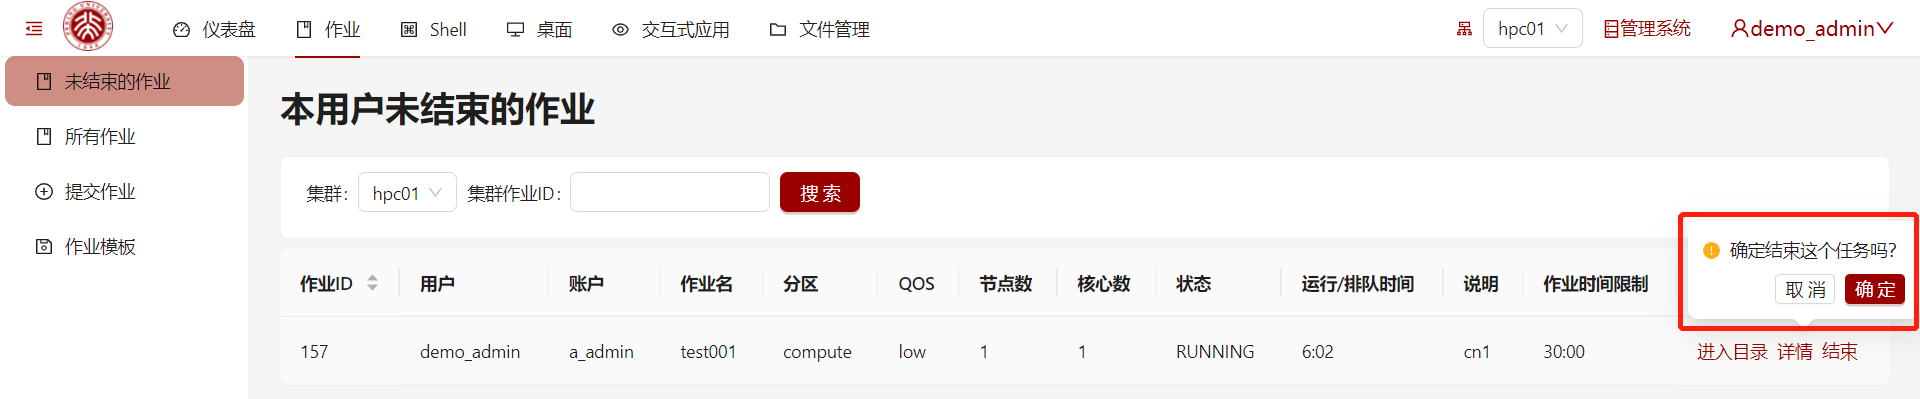 仪表盘 作业 Shell 桌面 交互式应用 文件管理 hpc01 管理系统 demo_admin
未结束的作业
所有作业
提交作业
作业模板
本用户未结束的作业
集群: hpc01 集群作业ID: 搜索
确定结束这个任务吗?
取消 确定
作业ID 用户 账户 作业名 分区 QOS 节点数 核心数 状态 运行/排队时间 说明 作业时间限制
157 demo_admin a_admin test001 compute low 1 1 RUNNING 6:02 cn1 30:00 进入目录 详情 结束